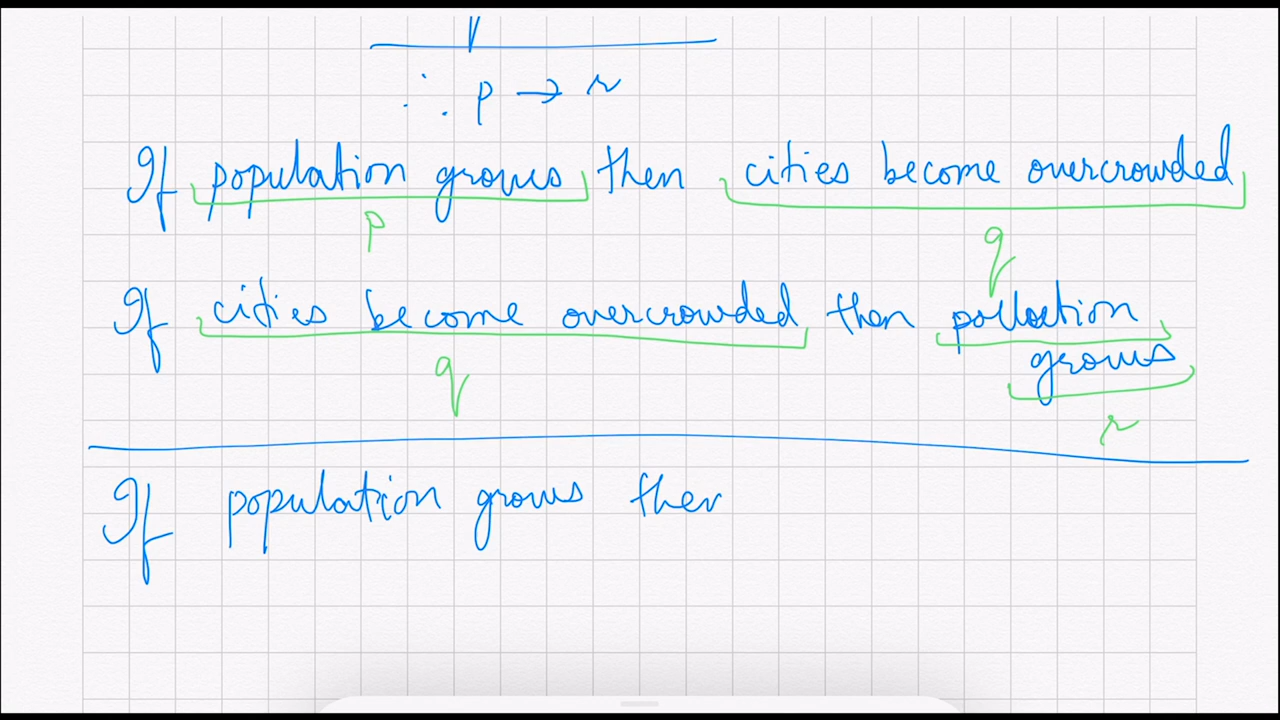 ∴ p → r
If population grows then cities become overcrowded
p
q
If cities become overcrowded then pollution
grows
q
r
If population grows then